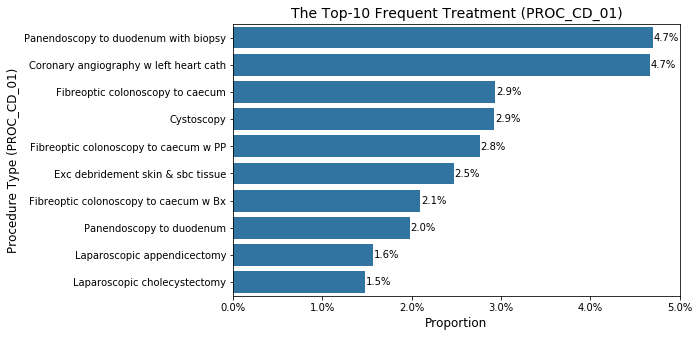 The Top-10 Frequent Treatment (PROC_CD_01)
Procedure Type (PROC_CD_01)
Panendoscopy to duodenum with biopsy 4.7%
Coronary angiography w left heart cath 4.7%
Fibreoptic colonoscopy to caecum 2.9%
Cystoscopy 2.9%
Fibreoptic colonoscopy to caecum w PP 2.8%
Exc debridement skin & sbc tissue 2.5%
Fibreoptic colonoscopy to caecum w Bx 2.1%
Panendoscopy to duodenum 2.0%
Laparoscopic appendicectomy 1.6%
Laparoscopic cholecystectomy 1.5%
0.0% 1.0% 2.0% 3.0% 4.0% 5.0%
Proportion